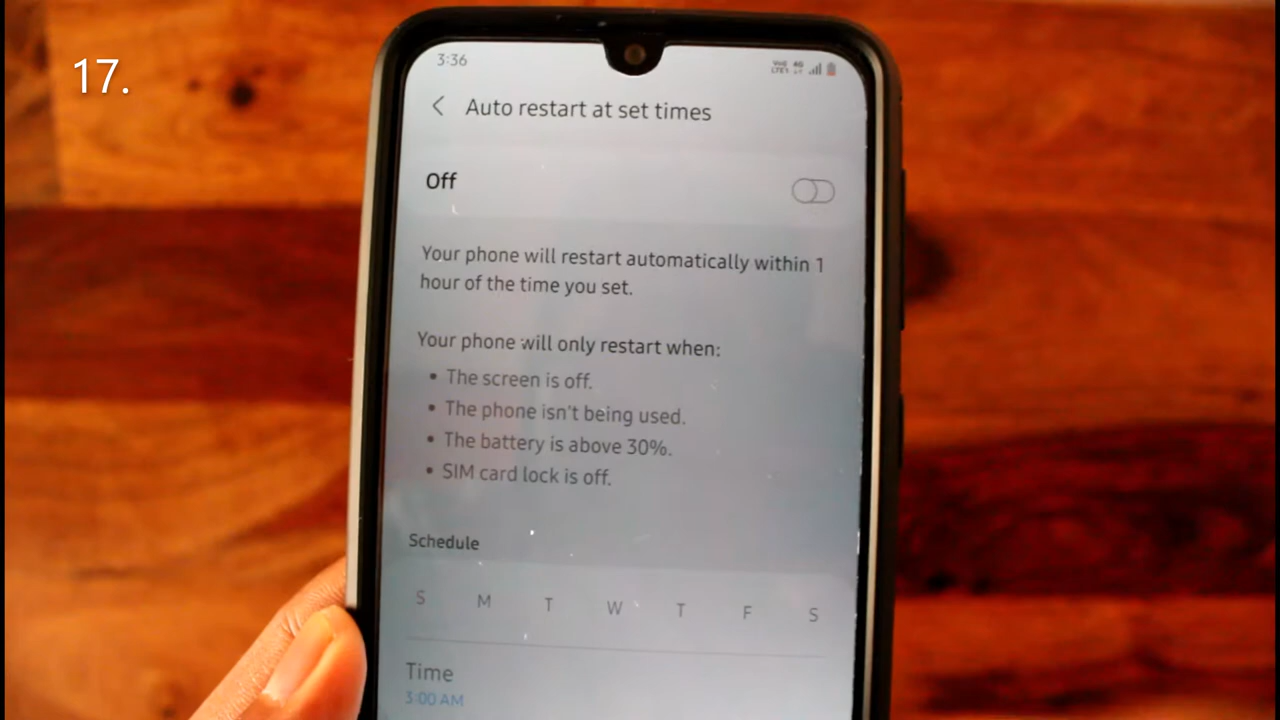 17.
3:36
Auto restart at set times
Off
Your phone will restart automatically within 1
hour of the time you set.
Your phone will only restart when:
• The screen is off.
• The phone isn't being used.
• The battery is above 30%.
• SIM card lock is off.
Schedule
S M T W T F S
Time
3:00 AM